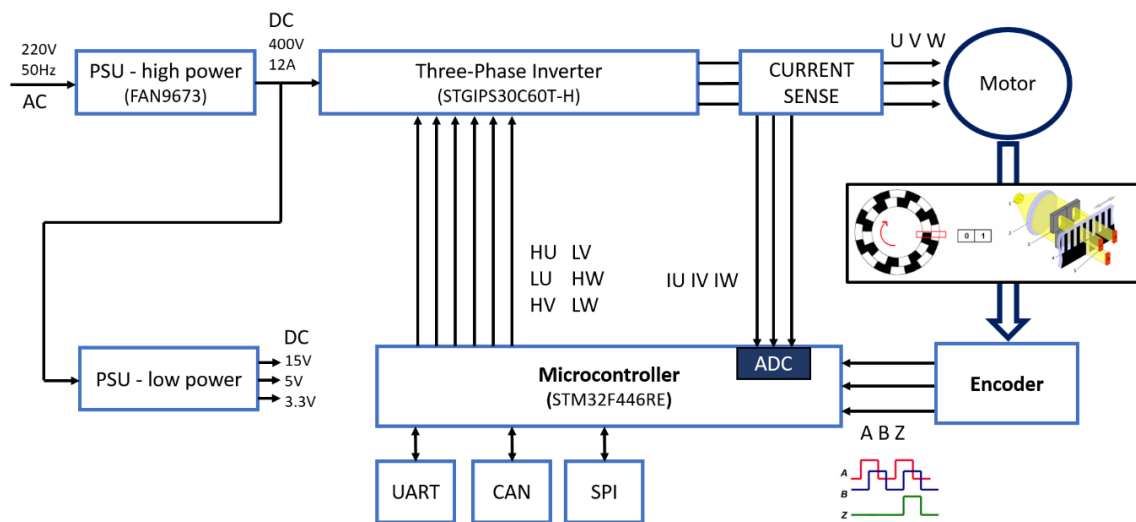 220V
50Hz
AC
PSU - high power
(FAN9673)
DC
400V
12A
Three-Phase Inverter
(STGIPS30C60T-H)
CURRENT
SENSE
U V W
Motor
0 1
HU LV
LU HW
HV LW
IU IV IW
PSU - low power
DC
15V
5V
3.3V
Microcontroller
(STM32F446RE)
ADC
Encoder
A B Z
UART
CAN
SPI
A
B
Z